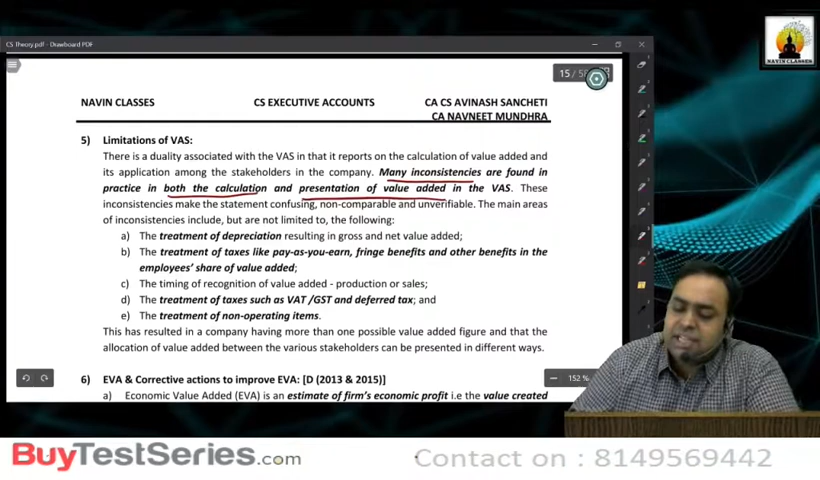 CS Theory.pdf - Drawboard PDF
15 / 58
NAVIN CLASSES
NAVIN CLASSES CS EXECUTIVE ACCOUNTS CA CS AVINASH SANCHETI
CA NAVNEET MUNDHRA
5) Limitations of VAS:
There is a duality associated with the VAS in that it reports on the calculation of value added and
its application among the stakeholders in the company. Many inconsistencies are found in
practice in both the calculation and presentation of value added in the VAS. These
inconsistencies make the statement confusing, non-comparable and unverifiable. The main areas
of inconsistencies include, but are not limited to, the following:
a) The treatment of depreciation resulting in gross and net value added;
b) The treatment of taxes like pay-as-you-earn, fringe benefits and other benefits in the
employees' share of value added;
c) The timing of recognition of value added - production or sales;
d) The treatment of taxes such as VAT /GST and deferred tax; and
e) The treatment of non-operating items.
This has resulted in a company having more than one possible value added figure and that the
allocation of value added between the various stakeholders can be presented in different ways.
6) EVA & Corrective actions to improve EVA: [D (2013 & 2015)]
152 %
a) Economic Value Added (EVA) is an estimate of firm's economic profit i.e the value created
BuyTestSeries.com Contact on : 8149569442